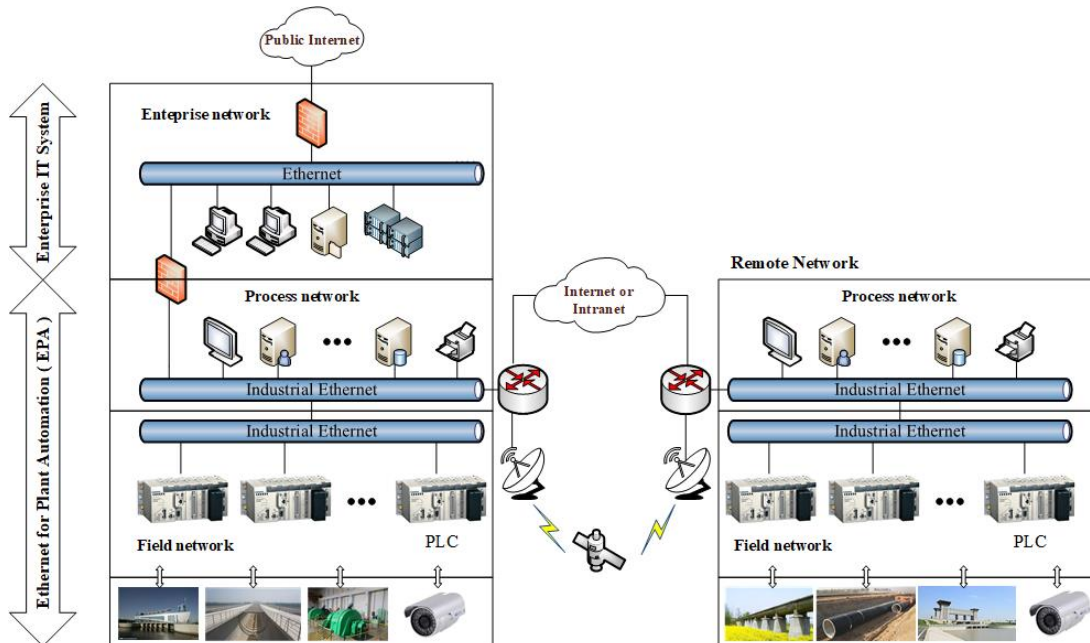 Public Internet
Enteprise network
Ethernet
Enterprise IT System
Process network
Industrial Ethernet
Industrial Ethernet
Field network
PLC
Ethernet for Plant Automation ( EPA )
Internet or
Intranet
Remote Network
Process network
Industrial Ethernet
Industrial Ethernet
Field network
PLC